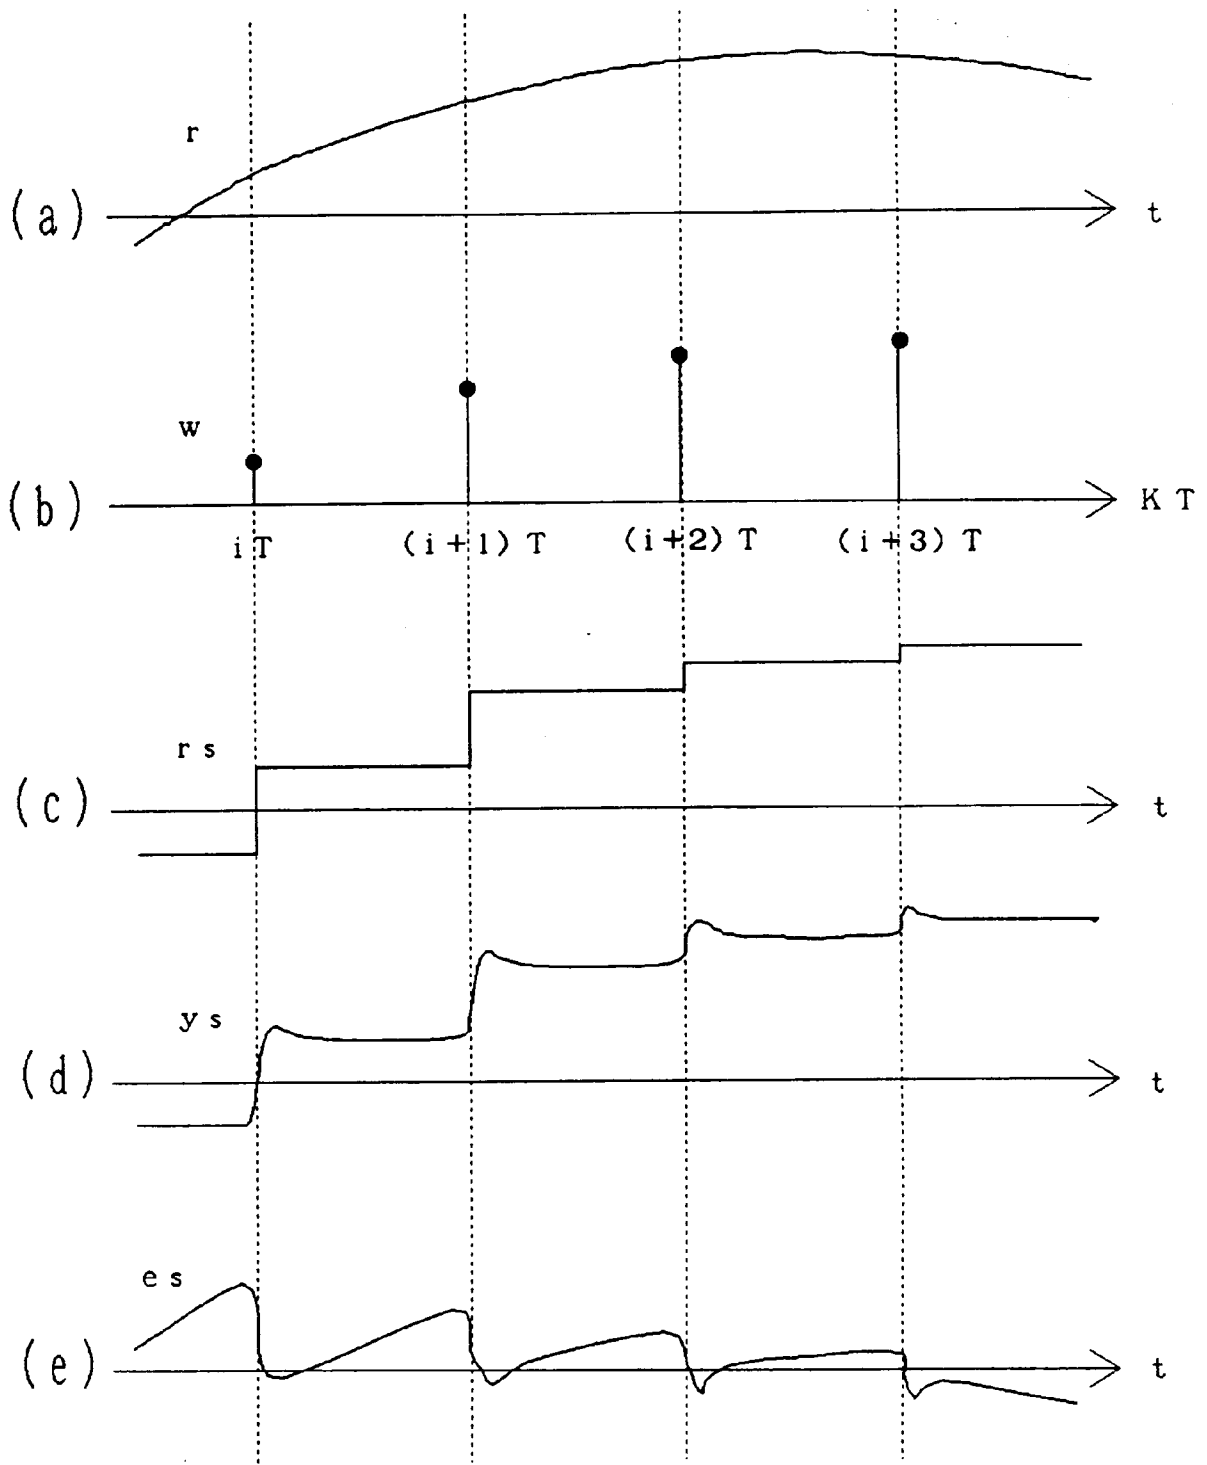 r
(a)
t
w
(b)
K T
i T
(i+1) T
(i+2) T
(i+3) T
r s
(c)
t
y s
(d)
t
e s
(e)
t